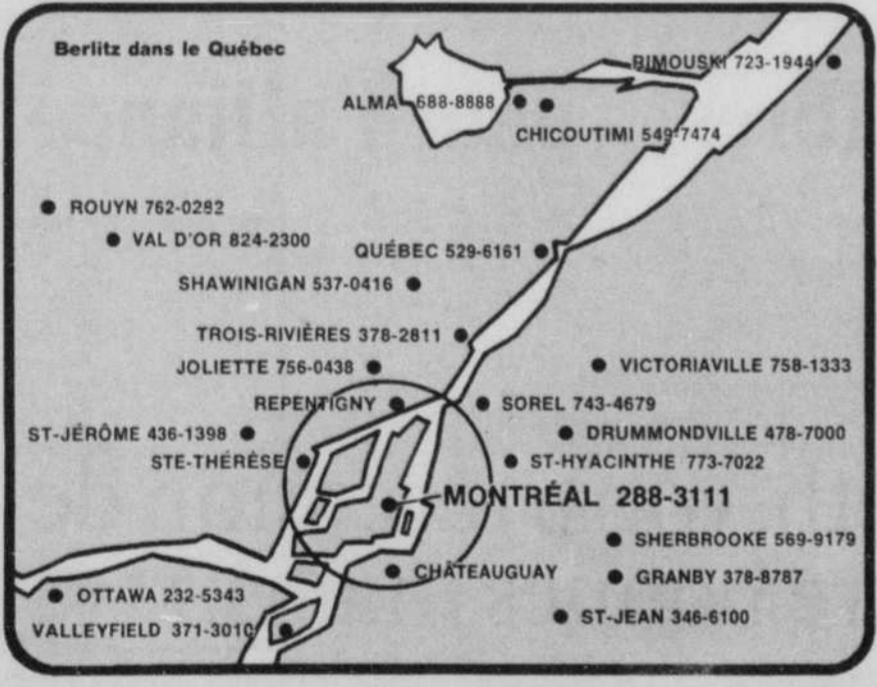 Berlitz dans le Québec
RIMOUSKI 723-1944
ALMA 688-8888
CHICOUTIMI 549-7474
ROUYN 762-0282
VAL D'OR 824-2300
QUÉBEC 529-6161
SHAWINIGAN 537-0416
TROIS-RIVIÈRES 378-2811
JOLIETTE 756-0438
VICTORIAVILLE 758-1333
REPENTIGNY
SOREL 743-4679
ST-JÉRÔME 436-1398
DRUMMONDVILLE 478-7000
STE-THÉRÈSE
ST-HYACINTHE 773-7022
MONTRÉAL 288-3111
SHERBROOKE 569-9179
CHÂTEAUGUAY
GRANBY 378-8787
OTTAWA 232-5343
ST-JEAN 346-6100
VALLEYFIELD 371-3010